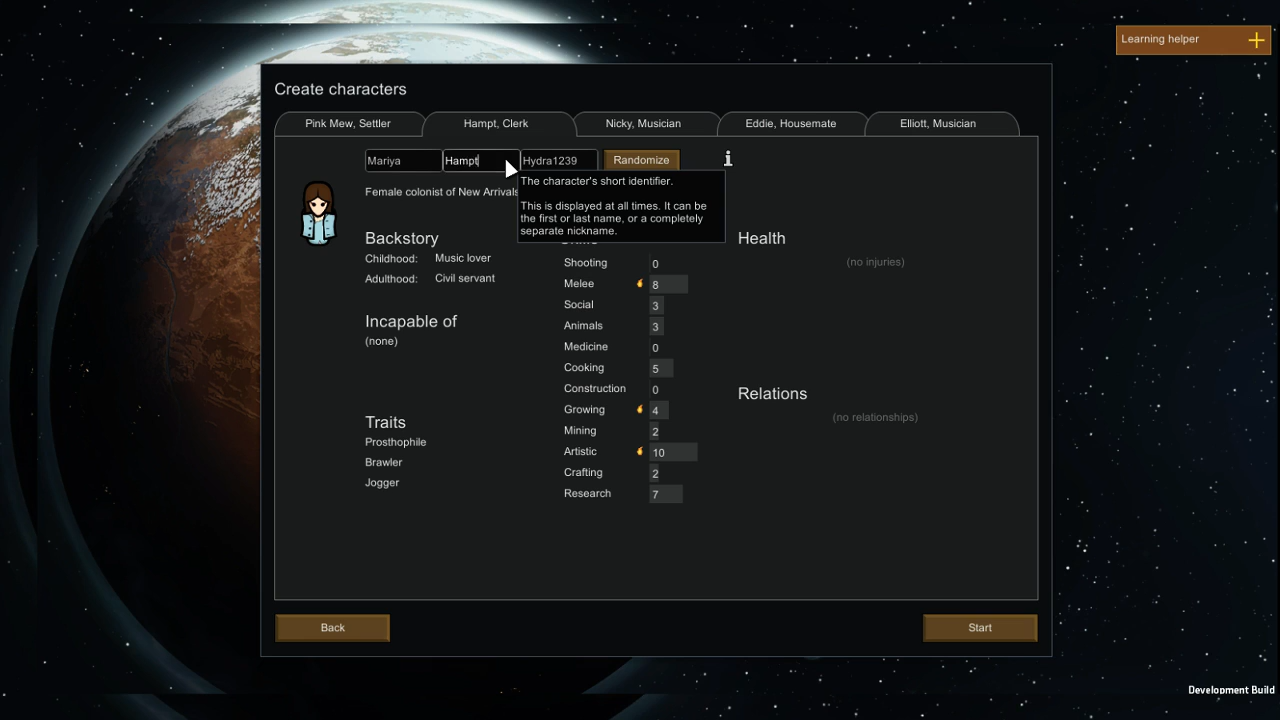 Learning helper
Create characters
Pink Mew, Settler
Hampt, Clerk
Nicky, Musician
Eddie, Housemate
Elliott, Musician
Mariya
Hampt
Hydra1239
Randomize
Female colonist of New Arrivals
The character's short identifier.
This is displayed at all times. It can be
the first or last name, or a completely
separate nickname.
Backstory
Childhood: Music lover
Adulthood: Civil servant
Incapable of
(none)
Traits
Prosthophile
Brawler
Jogger
Shooting 0
Melee 8
Social 3
Animals 3
Medicine 0
Cooking 5
Construction 0
Growing 4
Mining 2
Artistic 10
Crafting 2
Research 7
Health
(no injuries)
Relations
(no relationships)
Back
Start
Development Build